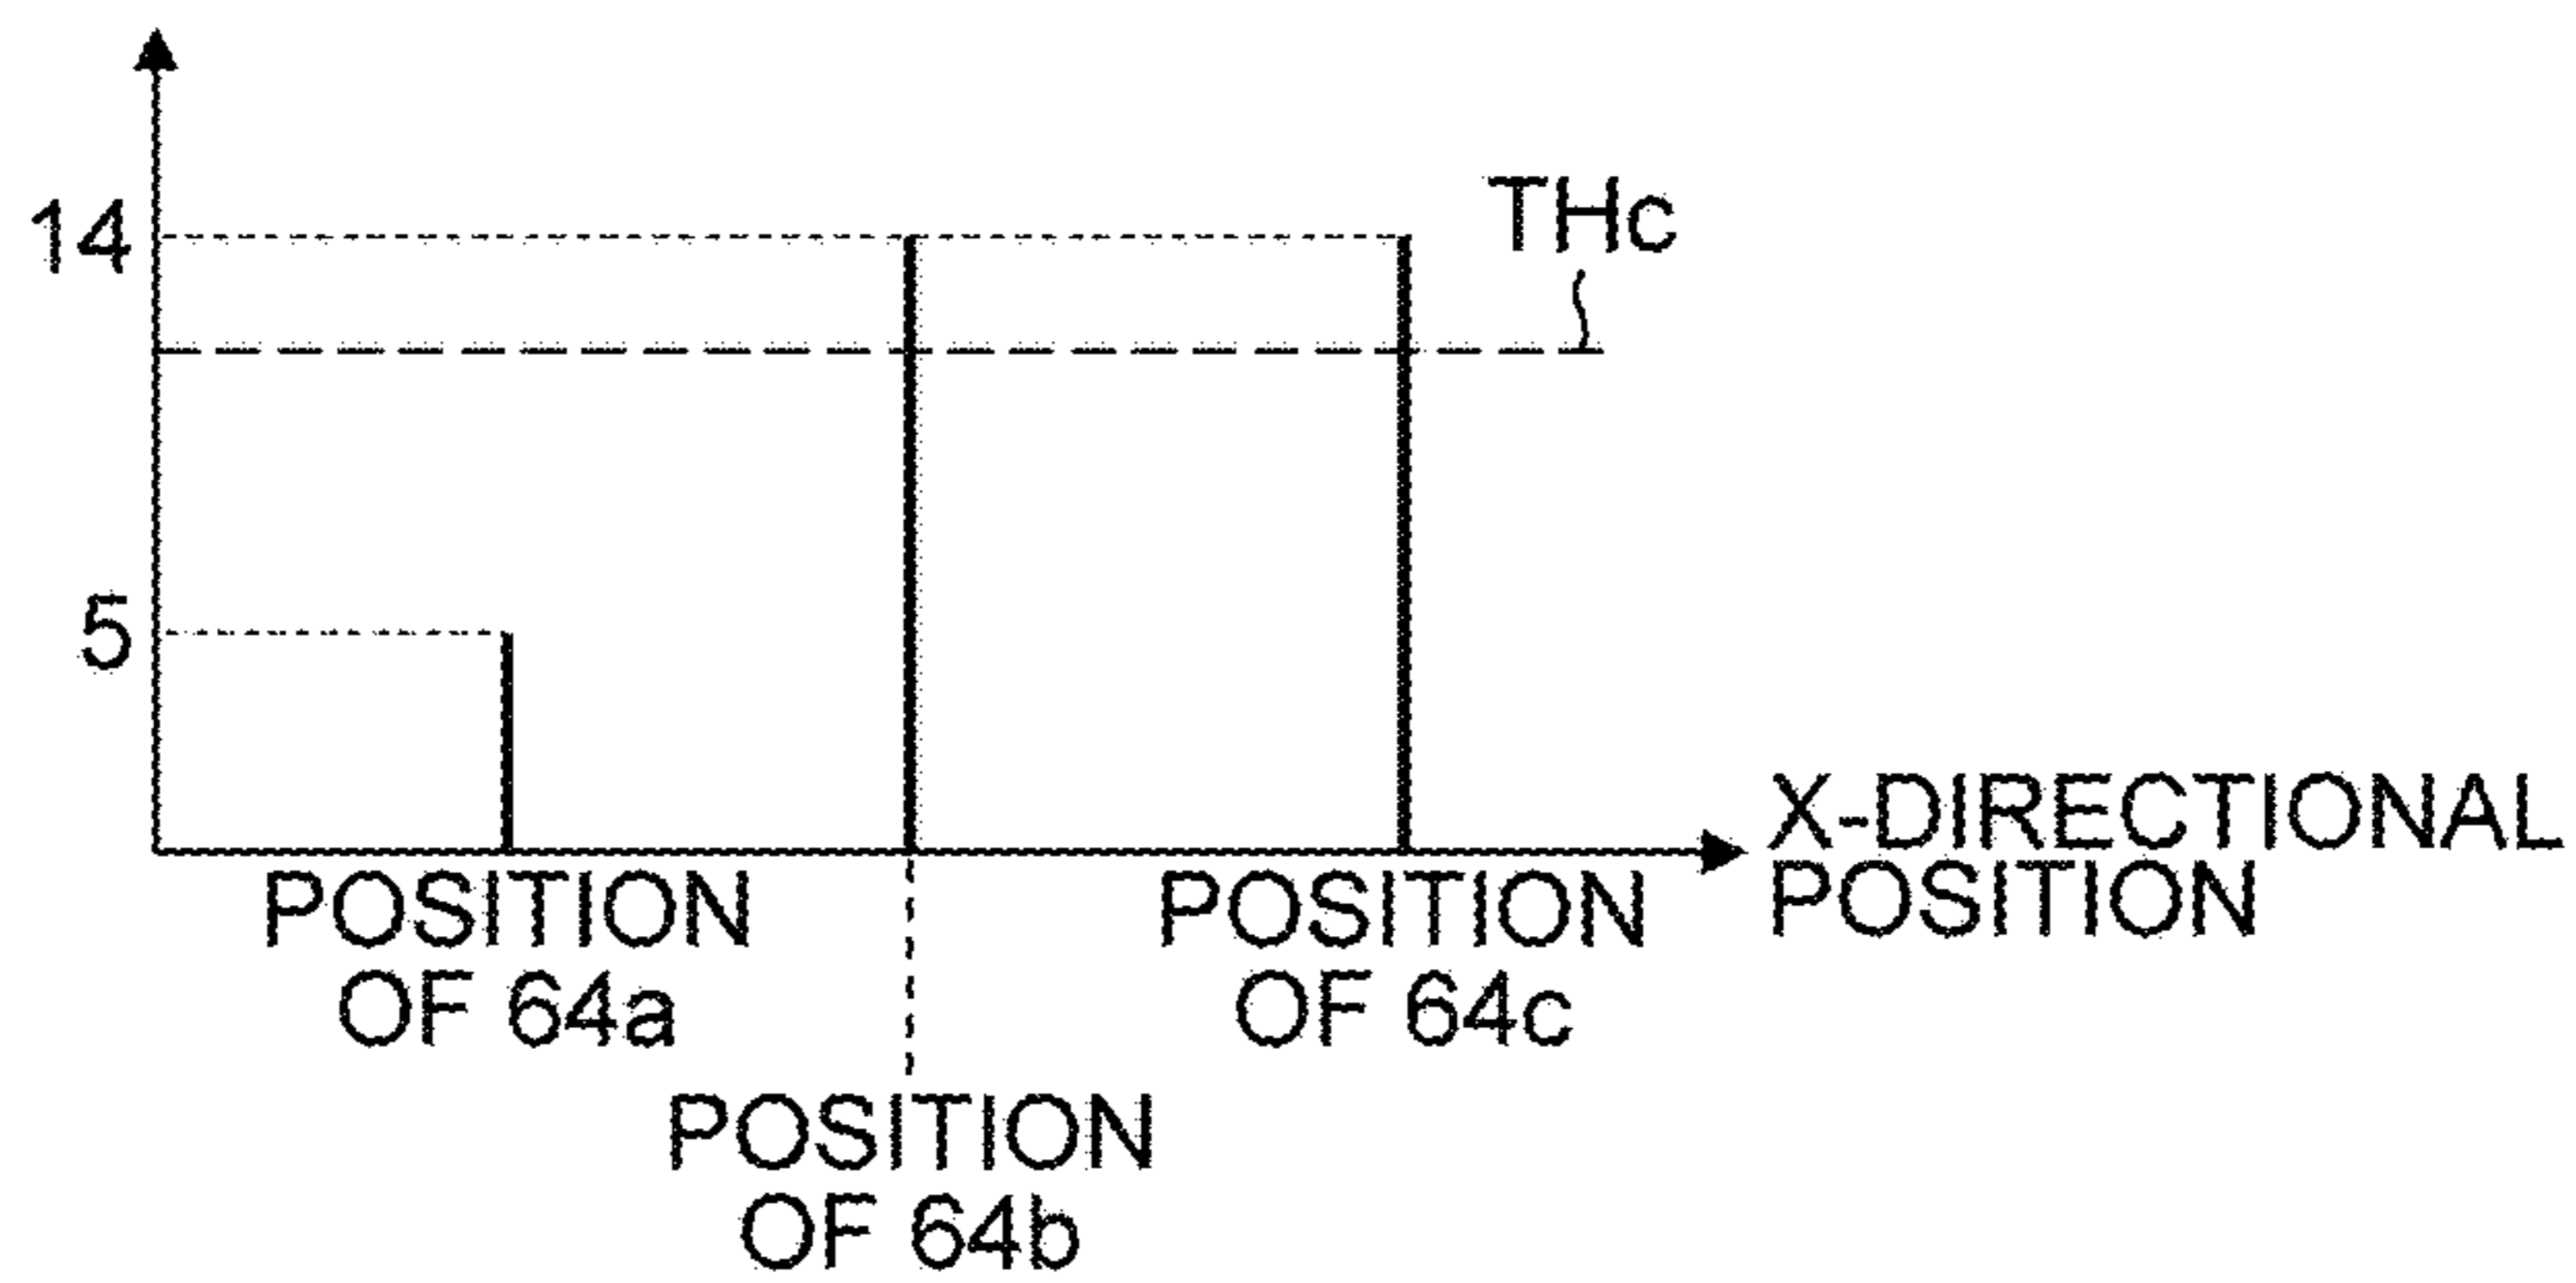 14
THc
5
X-DIRECTIONAL
POSITION
POSITION
OF 64a
POSITION
OF 64c
POSITION
OF 64b